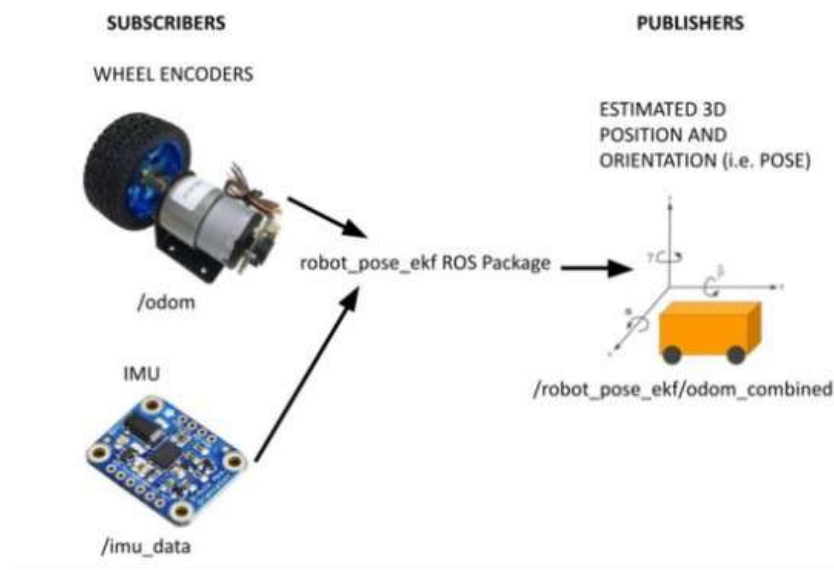 SUBSCRIBERS
PUBLISHERS
WHEEL ENCODERS
ESTIMATED 3D
POSITION AND
ORIENTATION (i.e. POSE)
robot_pose_ekf ROS Package
/odom
IMU
/robot_pose_ekf/odom_combined
/imu_data